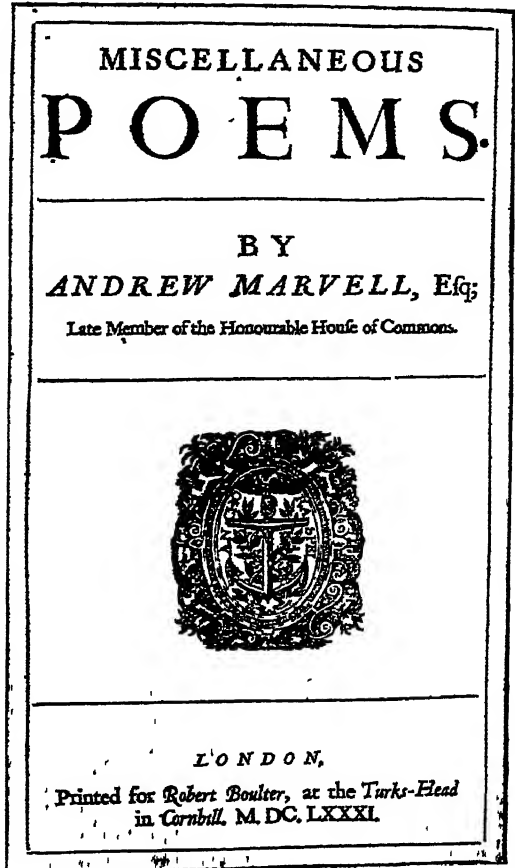 MISCELLANEOUS
POEMS.
BY
ANDREW MARVELL, Eſq;
Late Member of the Honourable Houſe of Commons.
LONDON,
Printed for Robert Boulter, at the Turks-Head
in Cornhill. M. DC. LXXXI.